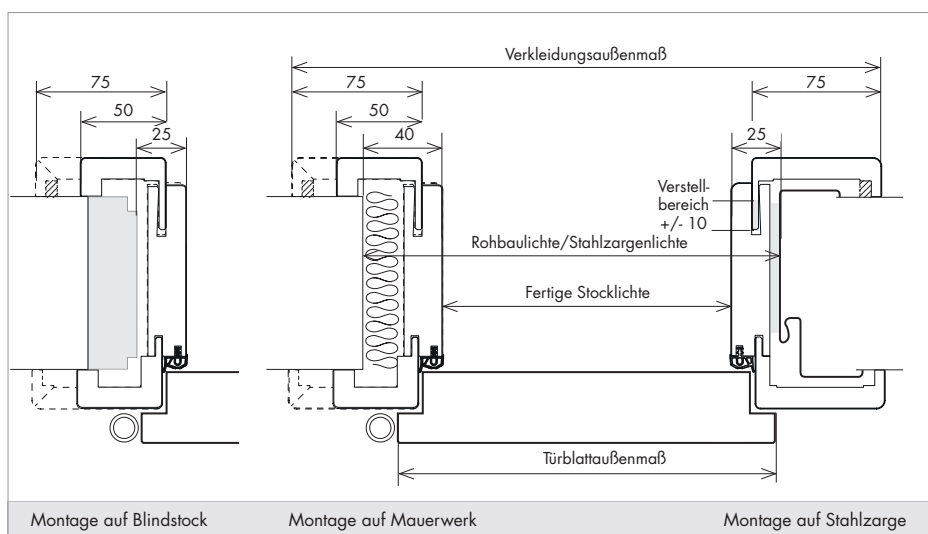 Verkleidungsaußenmaß
75
75
75
50
50
25
40
25
Verstell-
bereich
+/- 10
Rohbaulichte/Stahlzargenlichte
Fertige Stocklichte
Türblattaußenmaß
Montage auf Blindstock
Montage auf Mauerwerk
Montage auf Stahlzarge